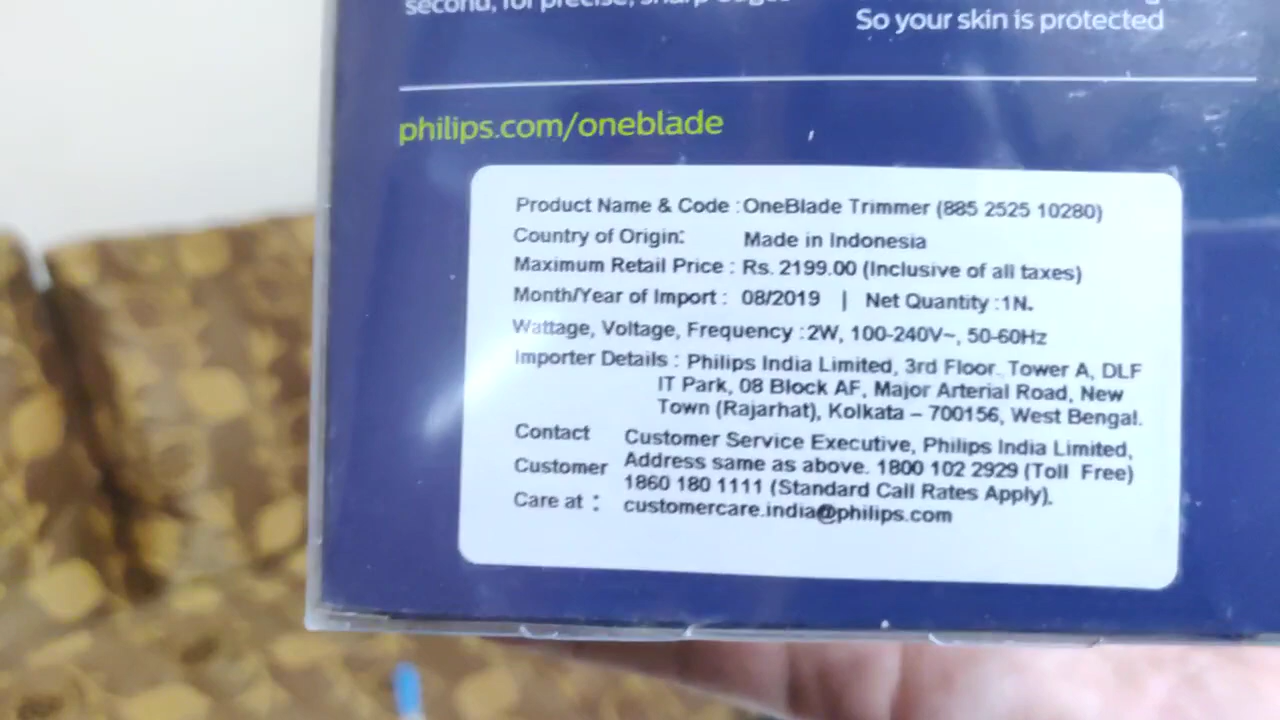 second, for precise, sharp edges
So your skin is protected
philips.com/oneblade
Product Name & Code : OneBlade Trimmer (885 2525 10280)
Country of Origin: Made in Indonesia
Maximum Retail Price : Rs. 2199.00 (Inclusive of all taxes)
Month/Year of Import : 08/2019 | Net Quantity :1N.
Wattage, Voltage, Frequency : 2W, 100-240V~, 50-60Hz
Importer Details : Philips India Limited, 3rd Floor. Tower A, DLF
IT Park, 08 Block AF, Major Arterial Road, New
Town (Rajarhat), Kolkata – 700156, West Bengal.
Contact Customer Service Executive, Philips India Limited,
Customer Address same as above. 1800 102 2929 (Toll Free)
1860 180 1111 (Standard Call Rates Apply).
Care at : customercare.india@philips.com